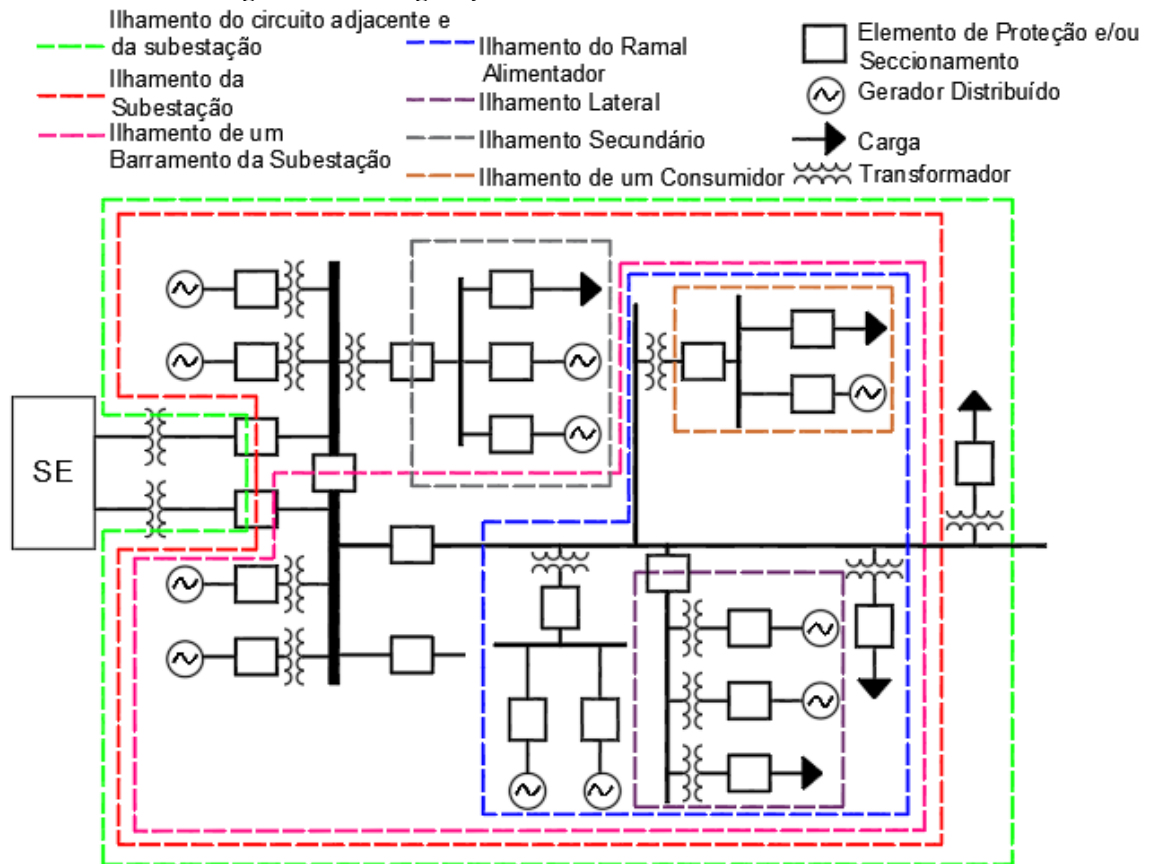 Ilhamento do circuito adjacente e
da subestação
Ilhamento da
Subestação
Ilhamento de um
Barramento da Subestação
Ilhamento do Ramal
Alimentador
Ilhamento Lateral
Ilhamento Secundário
Ilhamento de um Consumidor
Elemento de Proteção e/ou
Seccionamento
Gerador Distribuído
Carga
Transformador
SE